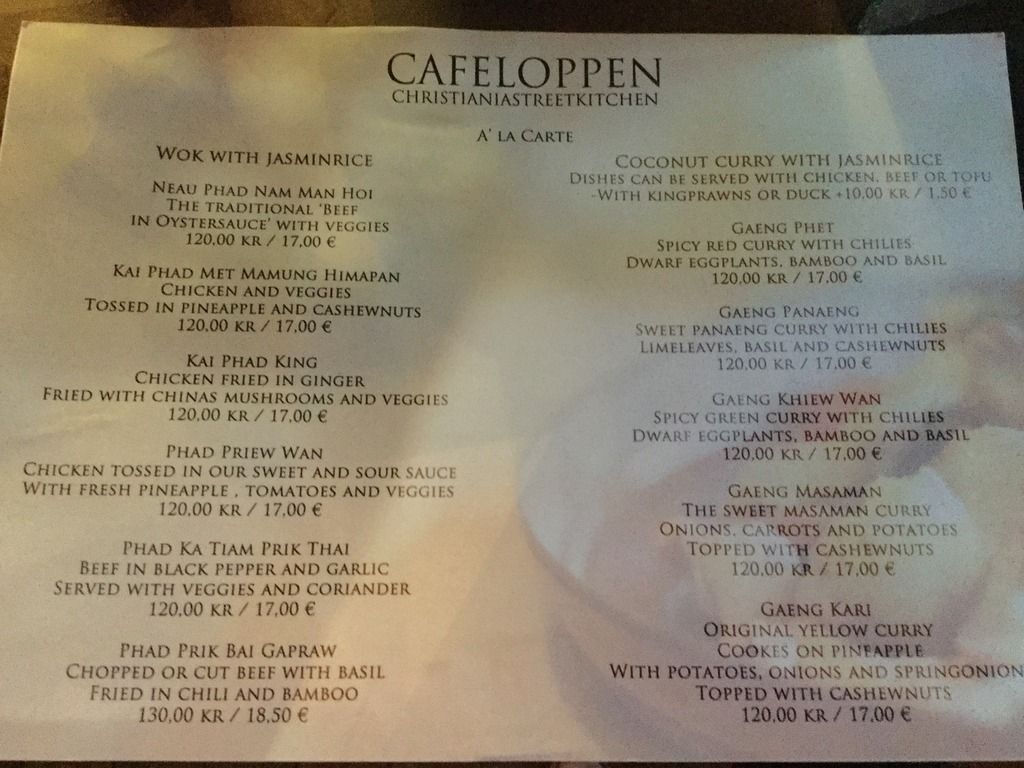 CAFELOPPEN
CHRISTIANIASTREETKITCHEN
A' LA CARTE
WOK WITH JASMINRICE
NEAU PHAD NAM MAN HOI
THE TRADITIONAL 'BEEF
IN OYSTERSAUCE' WITH VEGGIES
120,00 KR / 17,00 €
KAI PHAD MET MAMUNG HIMAPAN
CHICKEN AND VEGGIES
TOSSED IN PINEAPPLE AND CASHEWNUTS
120,00 KR / 17,00 €
KAI PHAD KING
CHICKEN FRIED IN GINGER
FRIED WITH CHINAS MUSHROOMS AND VEGGIES
120,00 KR / 17,00 €
PHAD PRIEW WAN
CHICKEN TOSSED IN OUR SWEET AND SOUR SAUCE
WITH FRESH PINEAPPLE , TOMATOES AND VEGGIES
120,00 KR / 17,00 €
PHAD KA TIAM PRIK THAI
BEEF IN BLACK PEPPER AND GARLIC
SERVED WITH VEGGIES AND CORIANDER
120,00 KR / 17,00 €
PHAD PRIK BAI GAPRAW
CHOPPED OR CUT BEEF WITH BASIL
FRIED IN CHILI AND BAMBOO
130,00 KR / 18,50 €
COCONUT CURRY WITH JASMINRICE
DISHES CAN BE SERVED WITH CHICKEN, BEEF OR TOFU
-WITH KINGPRAWNS OR DUCK +10,00 KR / 1,50 €
GAENG PHET
SPICY RED CURRY WITH CHILIES
DWARF EGGPLANTS, BAMBOO AND BASIL
120,00 KR / 17,00 €
GAENG PANAENG
SWEET PANAENG CURRY WITH CHILIES
LIMELEAVES, BASIL AND CASHEWNUTS
120,00 KR / 17,00 €
GAENG KHIEW WAN
SPICY GREEN CURRY WITH CHILIES
DWARF EGGPLANTS, BAMBOO AND BASIL
120,00 KR / 17,00 €
GAENG MASAMAN
THE SWEET MASAMAN CURRY
ONIONS, CARROTS AND POTATOES
TOPPED WITH CASHEWNUTS
120,00 KR / 17,00 €
GAENG KARI
ORIGINAL YELLOW CURRY
COOKES ON PINEAPPLE
WITH POTATOES, ONIONS AND SPRINGONION
TOPPED WITH CASHEWNUTS
120,00 KR / 17,00 €